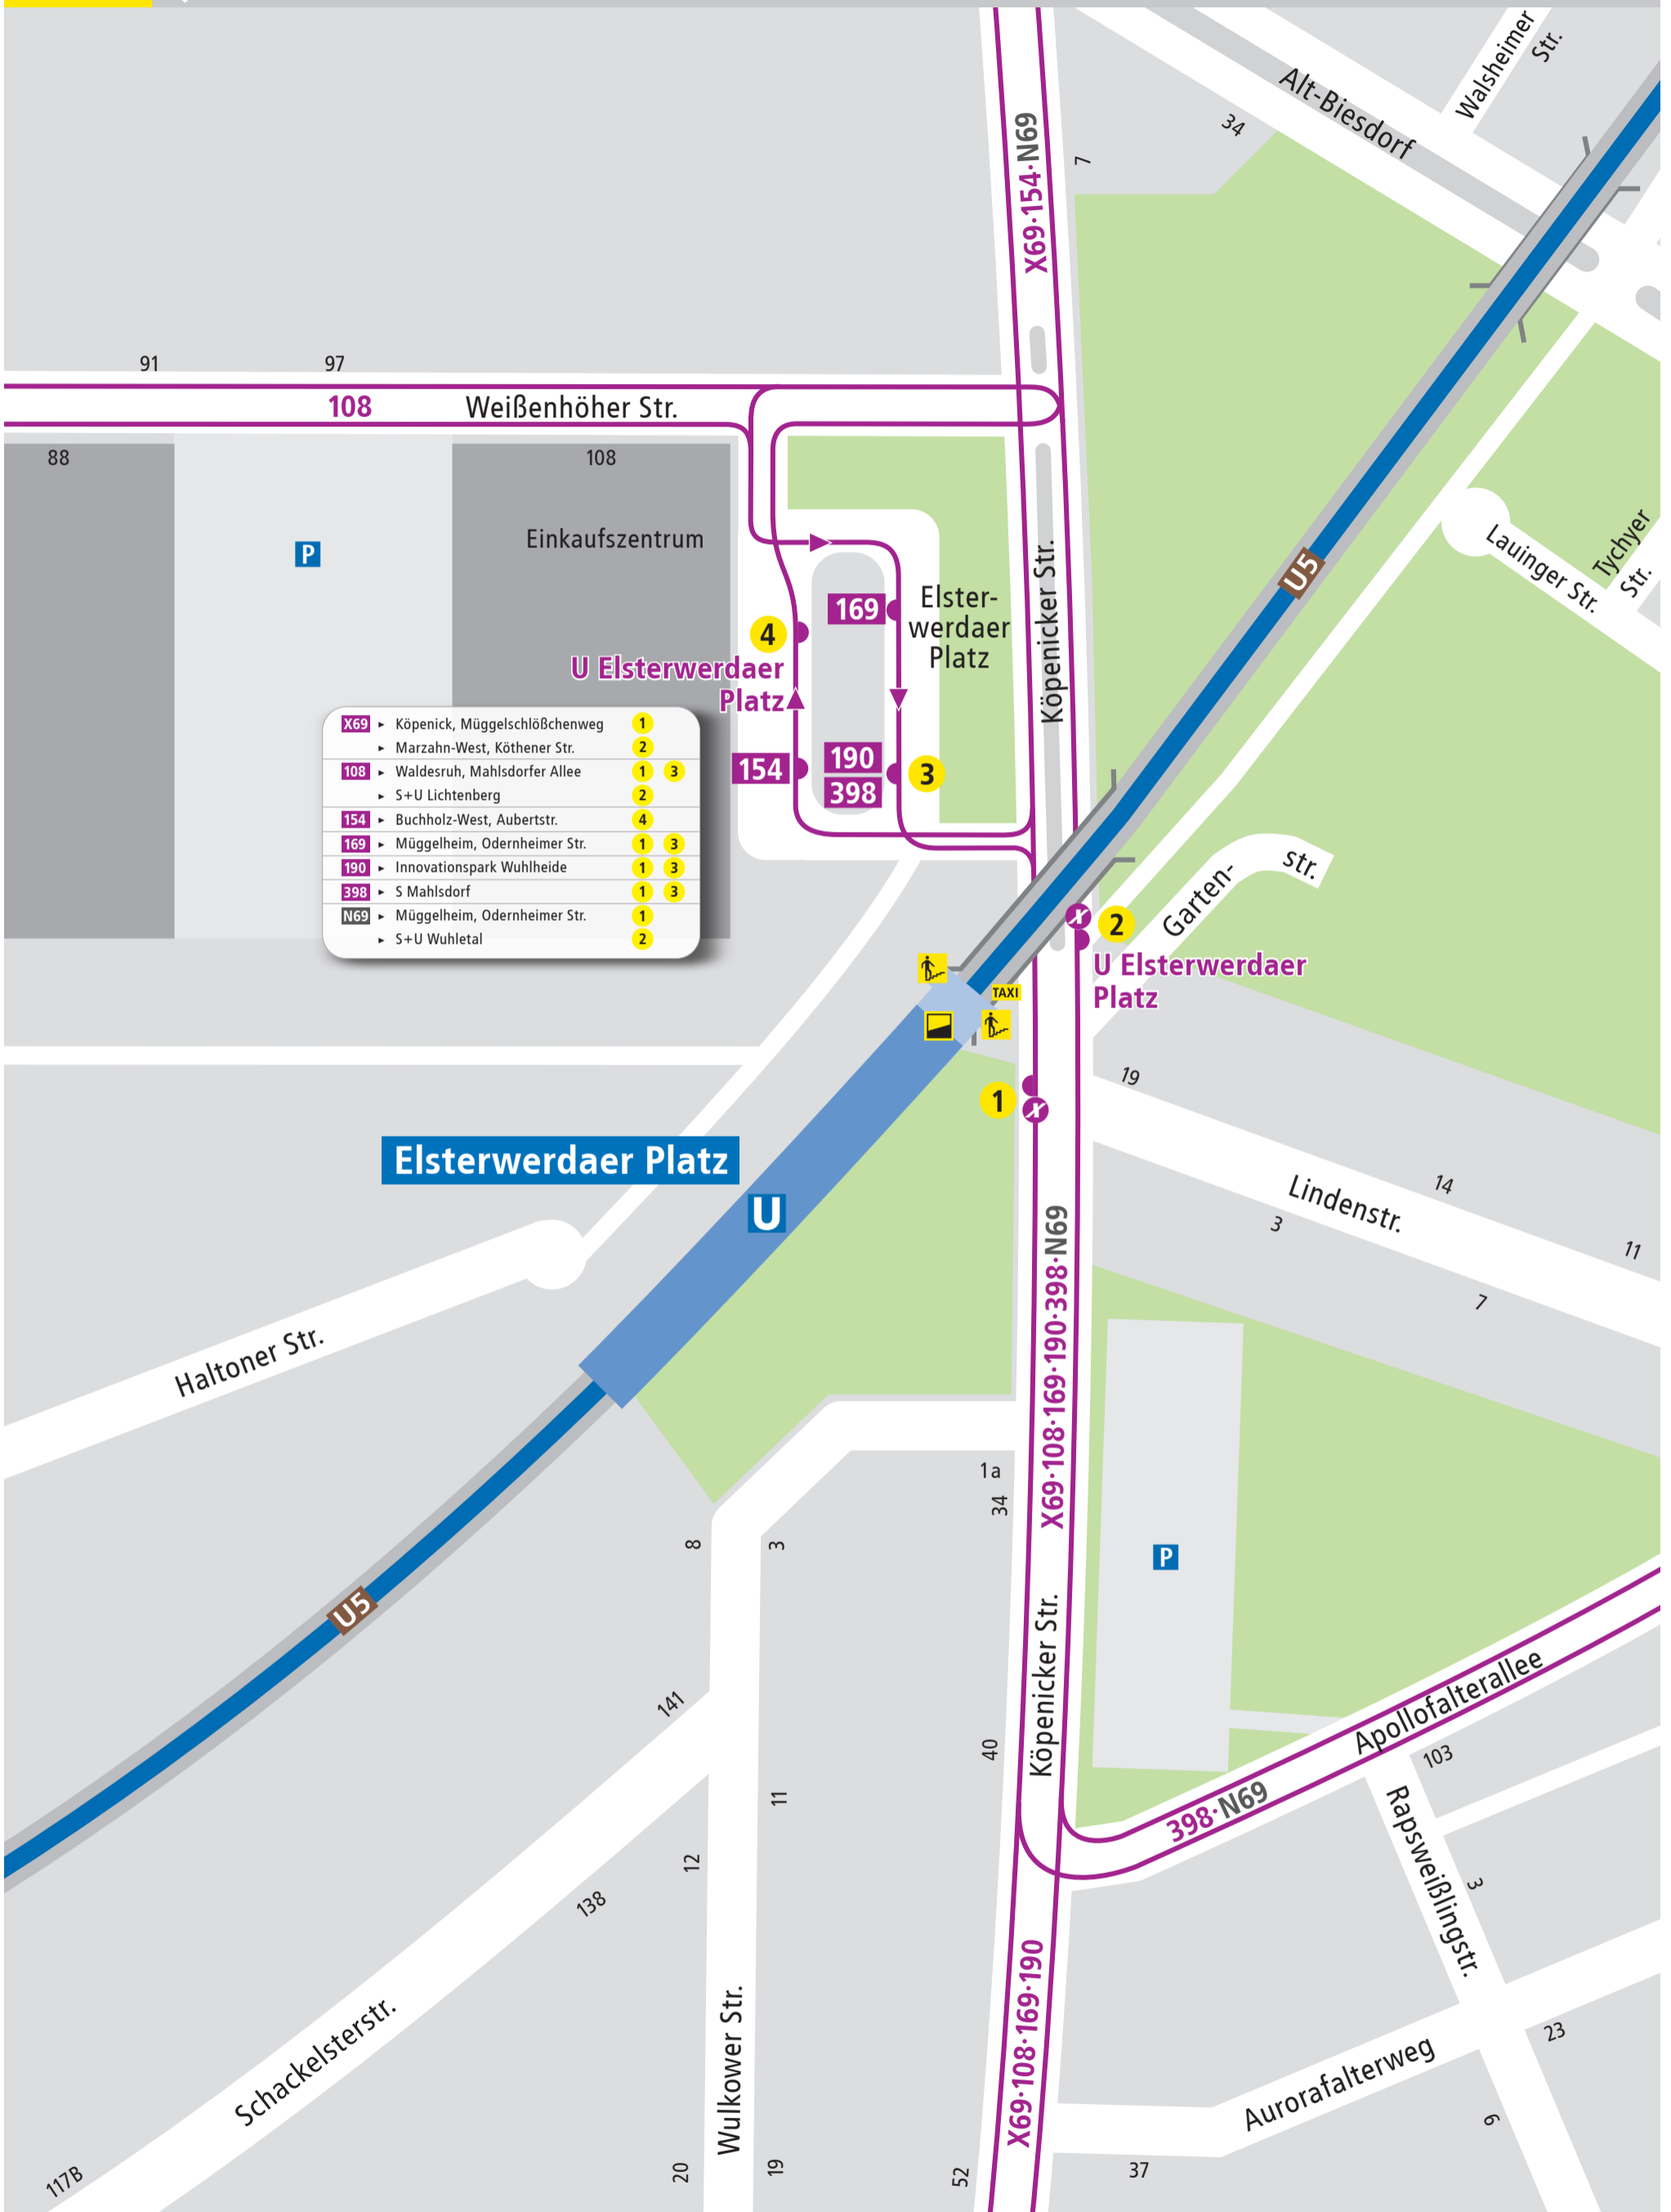 Walsheimer
Str.
Alt-Biesdorf
34
7
X69·154·N69
91
97
108
Weißenhöher Str.
88
108
Einkaufszentrum
P
169
Elster-
werdaer
Platz
Köpenicker Str.
U5
Lauinger Str.
Tychyer
Str.
4
U Elsterwerdaer
Platz
154
190
398
3
X69 ▸ Köpenick, Müggelschlößchenweg 1
▸ Marzahn-West, Köthener Str. 2
108 ▸ Waldesruh, Mahlsdorfer Allee 1 3
▸ S+U Lichtenberg 2
154 ▸ Buchholz-West, Aubertstr. 4
169 ▸ Müggelheim, Odernheimer Str. 1 3
190 ▸ Innovationspark Wuhlheide 1 3
398 ▸ S Mahlsdorf 1 3
N69 ▸ Müggelheim, Odernheimer Str. 1
▸ S+U Wuhletal 2
Garten-
str.
X
2
U Elsterwerdaer
Platz
TAXI
19
1
X
Elsterwerdaer Platz
U
14
Lindenstr.
3
11
7
X69·108·169·190·398·N69
Haltoner Str.
1a
34
8
3
P
U5
Köpenicker Str.
141
40
Apollofalterallee
103
398·N69
11
12
138
Rapsweißlingstr.
3
X69·108·169·190
Schackelsterstr.
Wulkower Str.
23
Aurorafalterweg
6
117B
20
19
52
37